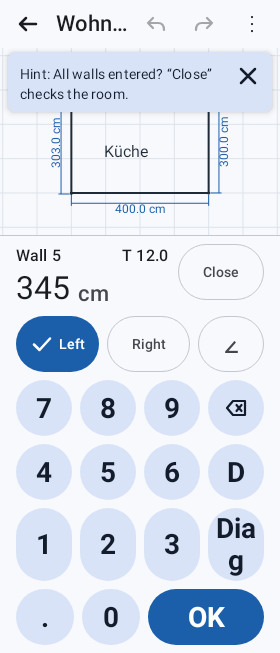 Wohn…
Hint: All walls entered? “Close”
checks the room.
303.0 cm
Küche
300.0 cm
400.0 cm
Wall 5
T 12.0
345 cm
Close
Left
Right
7 8 9
4 5 6 D
1 2 3 Dia
g
. 0 OK